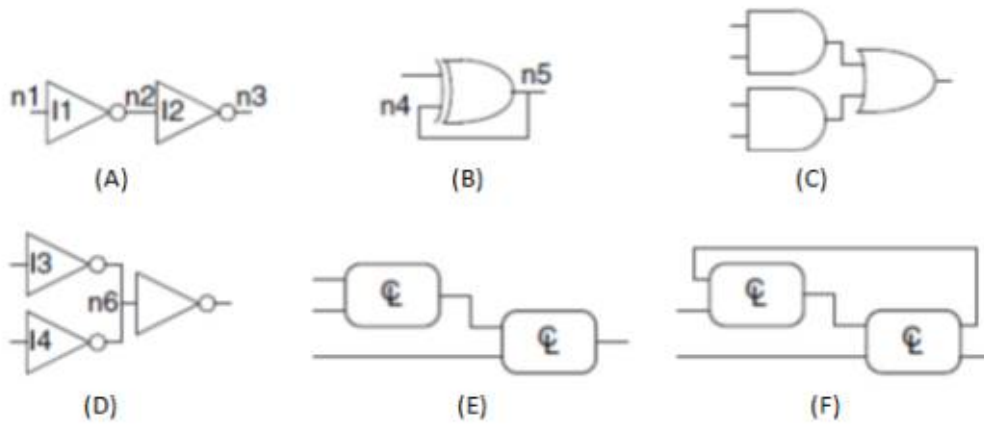 n1 I1 n2 I2 n3
(A)
n4 n5
(B)
(C)
I3
n6
I4
(D)
CL
CL
(E)
CL
CL
(F)